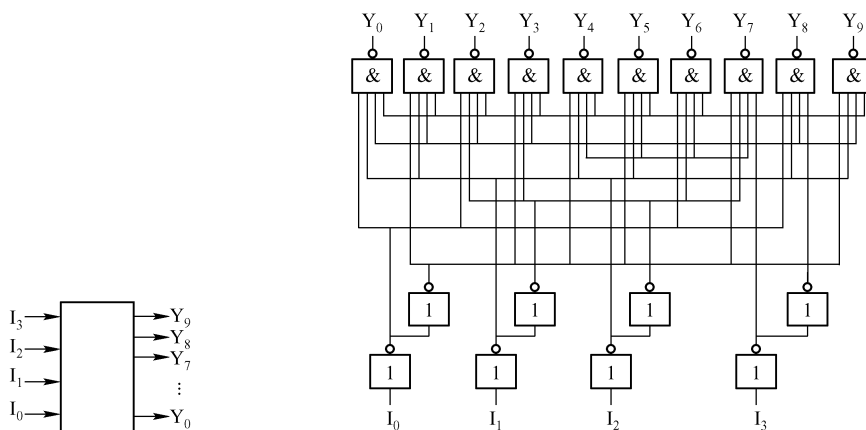 Y₀ Y₁ Y₂ Y₃ Y₄ Y₅ Y₆ Y₇ Y₈ Y₉
& & & & & & & & & &
1 1 1 1
1 1 1 1
I₀ I₁ I₂ I₃
I₃ Y₉
I₂ Y₈
Y₇
I₁
⋮
I₀ Y₀